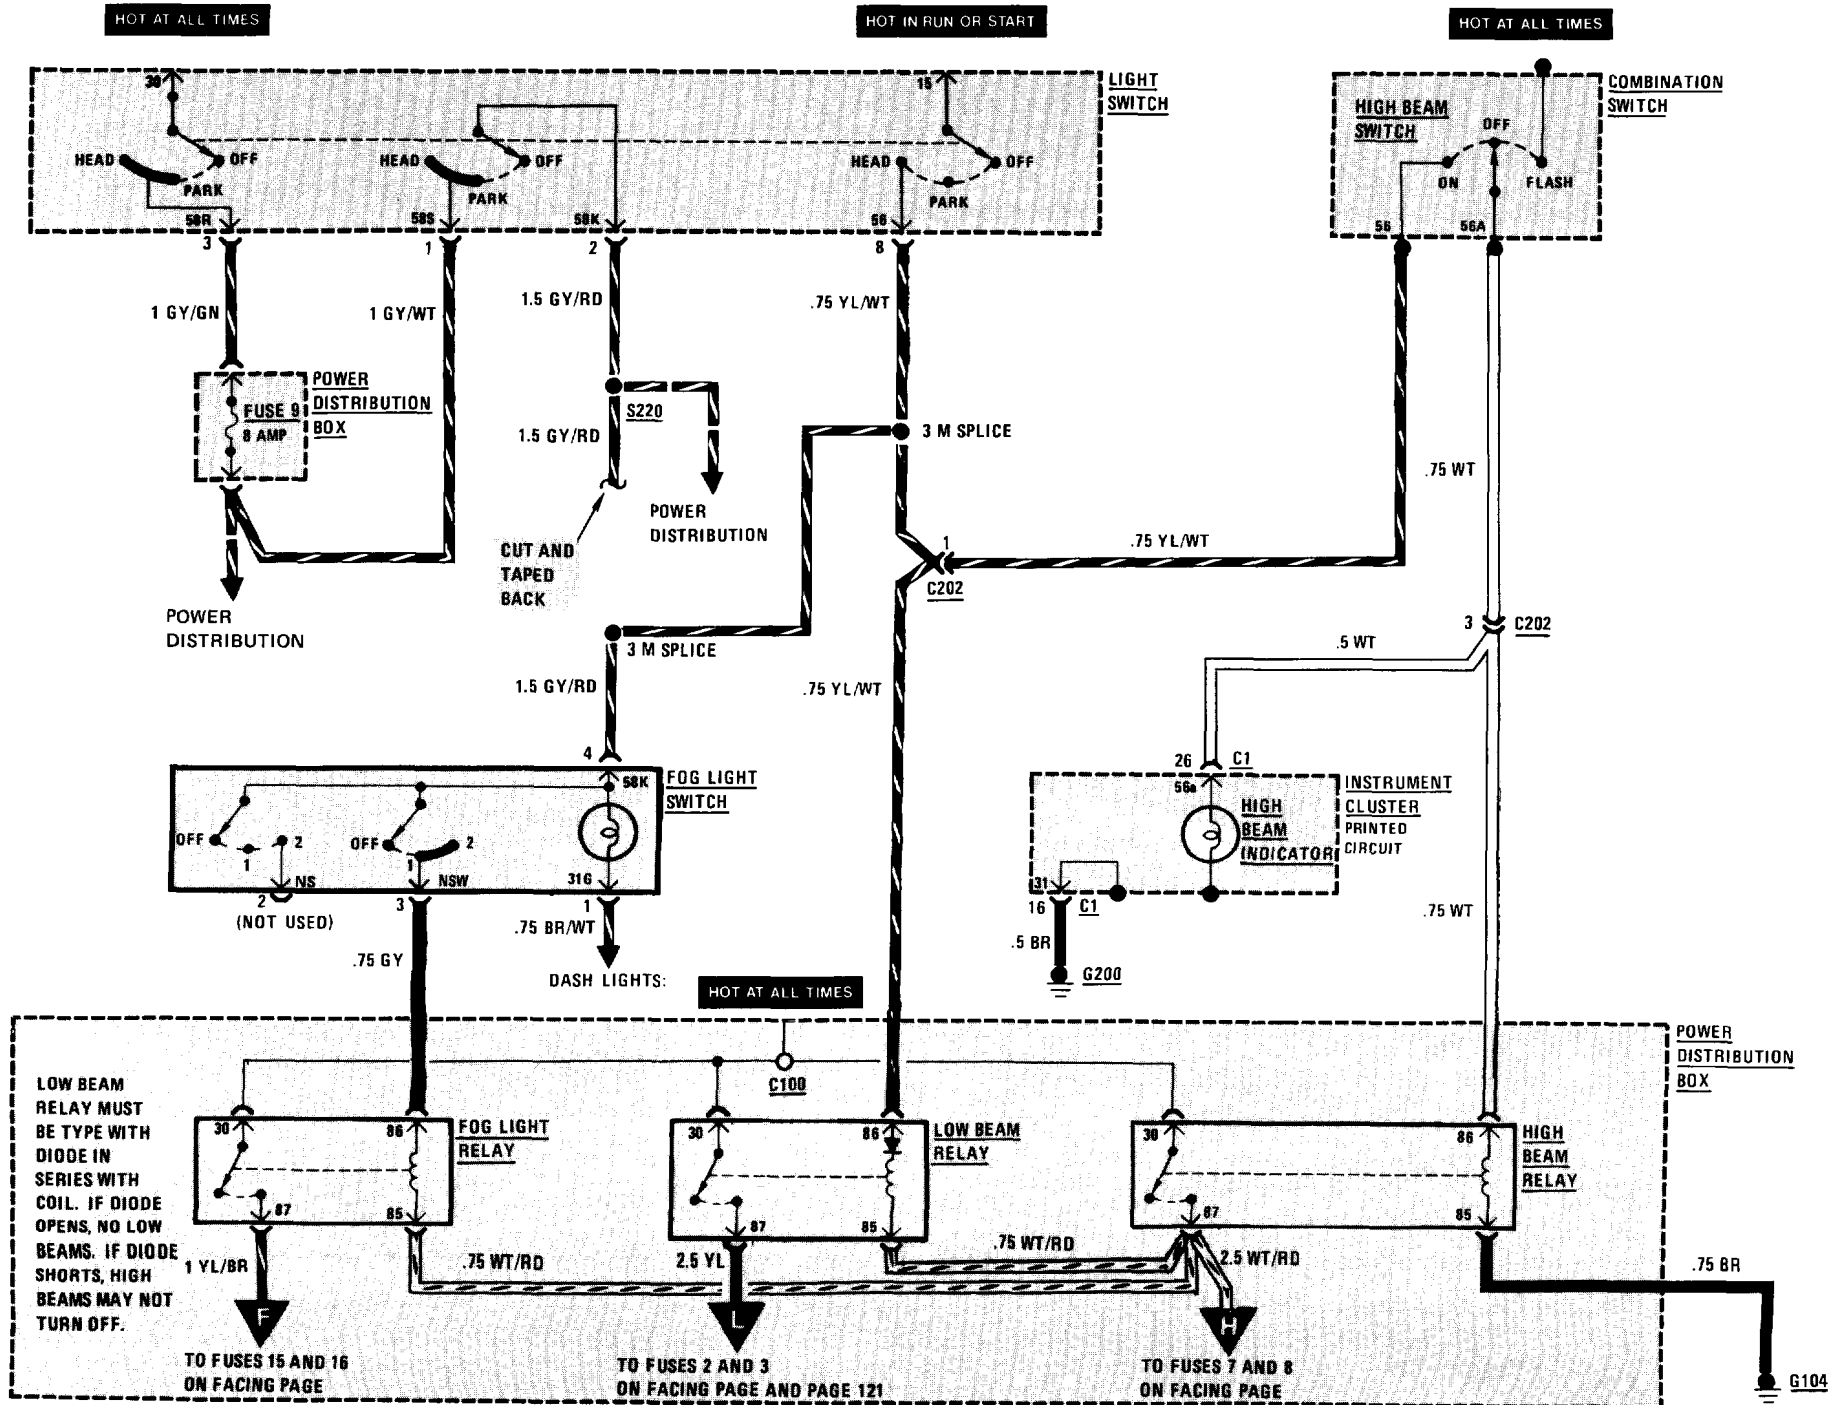 HOT AT ALL TIMES
HOT IN RUN OR START
HOT AT ALL TIMES
30
15
LIGHT
SWITCH
COMBINATION
SWITCH
HIGH BEAM
SWITCH
OFF
ON
FLASH
56
56A
HEAD
OFF
PARK
58R
HEAD
OFF
PARK
58S
58K
HEAD
OFF
PARK
56
3
1
2
8
1 GY/GN
1 GY/WT
1.5 GY/RD
.75 YL/WT
POWER
DISTRIBUTION
BOX
FUSE 9
8 AMP
S220
1.5 GY/RD
3 M SPLICE
.75 WT
POWER
DISTRIBUTION
CUT AND
TAPED
BACK
1
C202
.75 YL/WT
POWER
DISTRIBUTION
3
C202
.5 WT
3 M SPLICE
1.5 GY/RD
.75 YL/WT
4
58K
FOG LIGHT
SWITCH
OFF
1
2
OFF
1
2
NS
NSW
31G
2
(NOT USED)
3
1
.75 BR/WT
.75 GY
DASH LIGHTS:
26
C1
56a
HIGH
BEAM
INDICATOR
INSTRUMENT
CLUSTER
PRINTED
CIRCUIT
31
16
C1
.5 BR
G200
.75 WT
HOT AT ALL TIMES
C100
POWER
DISTRIBUTION
BOX
LOW BEAM
RELAY MUST
BE TYPE WITH
DIODE IN
SERIES WITH
COIL. IF DIODE
OPENS, NO LOW
BEAMS. IF DIODE
SHORTS, HIGH
BEAMS MAY NOT
TURN OFF.
30
86
FOG LIGHT
RELAY
87
85
30
86
LOW BEAM
RELAY
87
85
30
86
HIGH
BEAM
RELAY
87
85
1 YL/BR
.75 WT/RD
2.5 YL
.75 WT/RD
2.5 WT/RD
.75 BR
F
L
H
TO FUSES 15 AND 16
ON FACING PAGE
TO FUSES 2 AND 3
ON FACING PAGE AND PAGE 121
TO FUSES 7 AND 8
ON FACING PAGE
G104